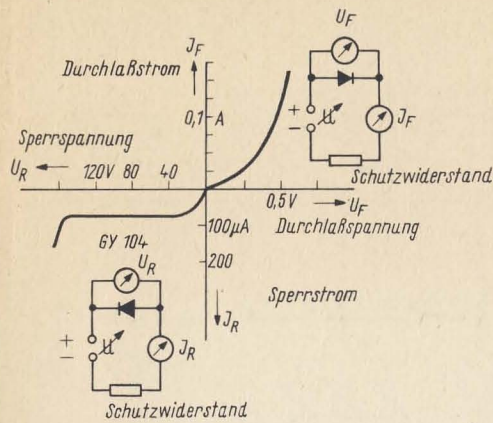 U_F
J_F
Durchlaßstrom
0,1 A
+
−
U
J_F
Schutzwiderstand
Sperrspannung
U_R 120V 80 40
0,5V U_F
Durchlaßspannung
100µA
200
GY 104
Sperrstrom
J_R
U_R
+
−
U
J_R
Schutzwiderstand